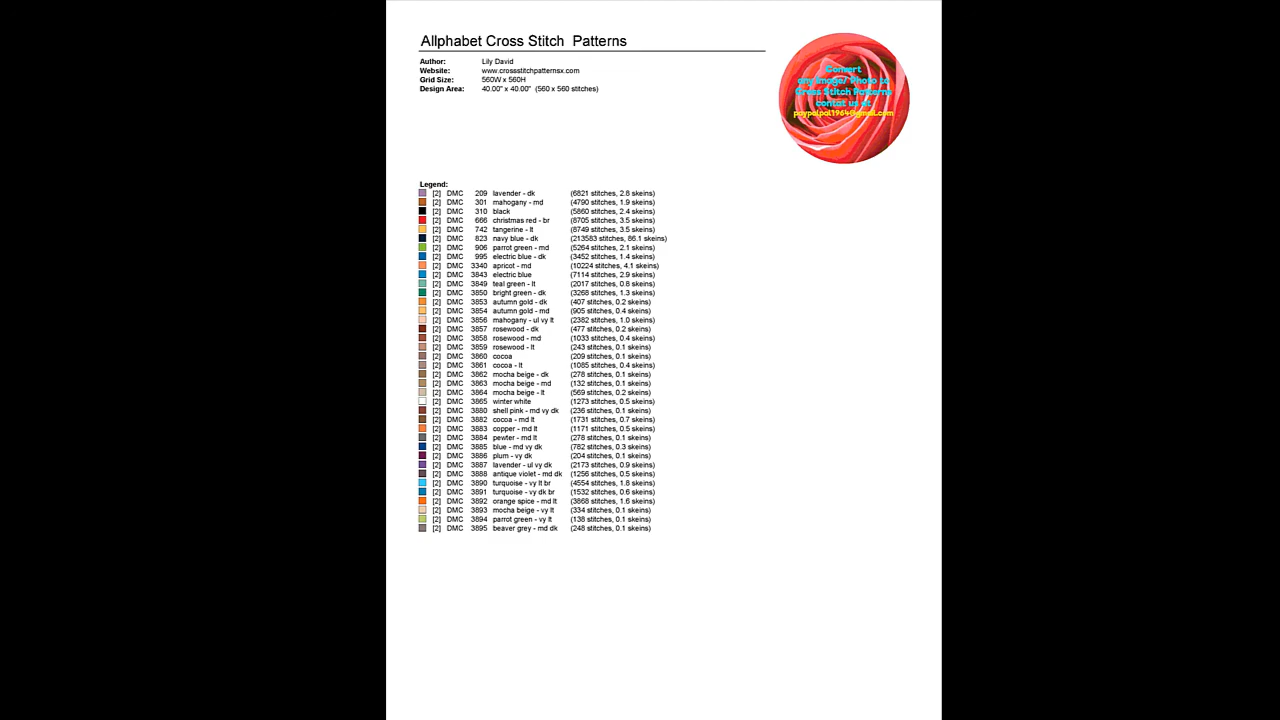 Allphabet Cross Stitch  Patterns
Author: Lily David
Website: www.crossstitchpatternsx.com
Grid Size: 560W x 560H
Design Area: 40.00" x 40.00"  (560 x 560 stitches)
Convert
any Image/ Photo to
Cross Stitch Patterns
contat us at
paypalpal1964@gmail.com
Legend:
[2] DMC 209 lavender - dk (6821 stitches, 2.8 skeins)
[2] DMC 301 mahogany - md (4790 stitches, 1.9 skeins)
[2] DMC 310 black (5860 stitches, 2.4 skeins)
[2] DMC 666 christmas red - br (8705 stitches, 3.5 skeins)
[2] DMC 742 tangerine - lt (8749 stitches, 3.5 skeins)
[2] DMC 823 navy blue - dk (213583 stitches, 86.1 skeins)
[2] DMC 906 parrot green - md (5264 stitches, 2.1 skeins)
[2] DMC 995 electric blue - dk (3452 stitches, 1.4 skeins)
[2] DMC 3340 apricot - md (10224 stitches, 4.1 skeins)
[2] DMC 3843 electric blue (7114 stitches, 2.9 skeins)
[2] DMC 3849 teal green - lt (2017 stitches, 0.8 skeins)
[2] DMC 3850 bright green - dk (3268 stitches, 1.3 skeins)
[2] DMC 3853 autumn gold - dk (407 stitches, 0.2 skeins)
[2] DMC 3854 autumn gold - md (905 stitches, 0.4 skeins)
[2] DMC 3856 mahogany - ul vy lt (2382 stitches, 1.0 skeins)
[2] DMC 3857 rosewood - dk (477 stitches, 0.2 skeins)
[2] DMC 3858 rosewood - md (1033 stitches, 0.4 skeins)
[2] DMC 3859 rosewood - lt (243 stitches, 0.1 skeins)
[2] DMC 3860 cocoa (209 stitches, 0.1 skeins)
[2] DMC 3861 cocoa - lt (1085 stitches, 0.4 skeins)
[2] DMC 3862 mocha beige - dk (278 stitches, 0.1 skeins)
[2] DMC 3863 mocha beige - md (132 stitches, 0.1 skeins)
[2] DMC 3864 mocha beige - lt (569 stitches, 0.2 skeins)
[2] DMC 3865 winter white (1273 stitches, 0.5 skeins)
[2] DMC 3880 shell pink - md vy dk (236 stitches, 0.1 skeins)
[2] DMC 3882 cocoa - md lt (1731 stitches, 0.7 skeins)
[2] DMC 3883 copper - md lt (1171 stitches, 0.5 skeins)
[2] DMC 3884 pewter - md lt (278 stitches, 0.1 skeins)
[2] DMC 3885 blue - md vy dk (782 stitches, 0.3 skeins)
[2] DMC 3886 plum - vy dk (204 stitches, 0.1 skeins)
[2] DMC 3887 lavender - ul vy dk (2173 stitches, 0.9 skeins)
[2] DMC 3888 antique violet - md dk (1256 stitches, 0.5 skeins)
[2] DMC 3890 turquoise - vy lt br (4554 stitches, 1.8 skeins)
[2] DMC 3891 turquoise - vy dk br (1532 stitches, 0.6 skeins)
[2] DMC 3892 orange spice - md lt (3868 stitches, 1.6 skeins)
[2] DMC 3893 mocha beige - vy lt (334 stitches, 0.1 skeins)
[2] DMC 3894 parrot green - vy lt (138 stitches, 0.1 skeins)
[2] DMC 3895 beaver grey - md dk (248 stitches, 0.1 skeins)